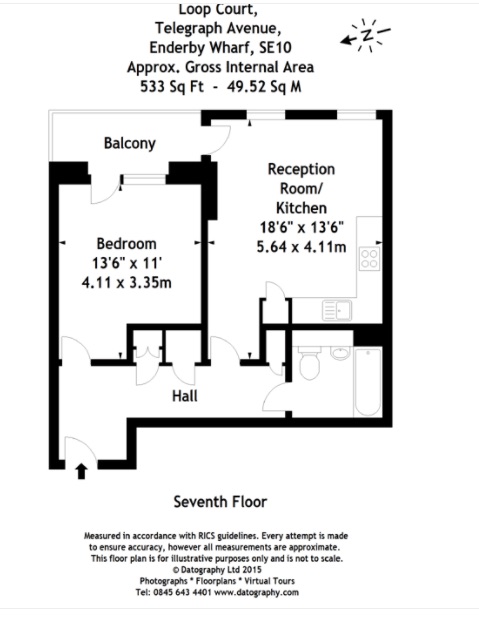 Loop Court,
Telegraph Avenue,
Enderby Wharf, SE10
Approx. Gross Internal Area
533 Sq Ft - 49.52 Sq M
N
Balcony
Reception
Room/
Kitchen
18'6" x 13'6"
5.64 x 4.11m
Bedroom
13'6" x 11'
4.11 x 3.35m
Hall
Seventh Floor
Measured in accordance with RICS guidelines. Every attempt is made
to ensure accuracy, however all measurements are approximate.
This floor plan is for illustrative purposes only and is not to scale.
© Datography Ltd 2015
Photographs * Floorplans * Virtual Tours
Tel: 0845 643 4401 www.datography.com